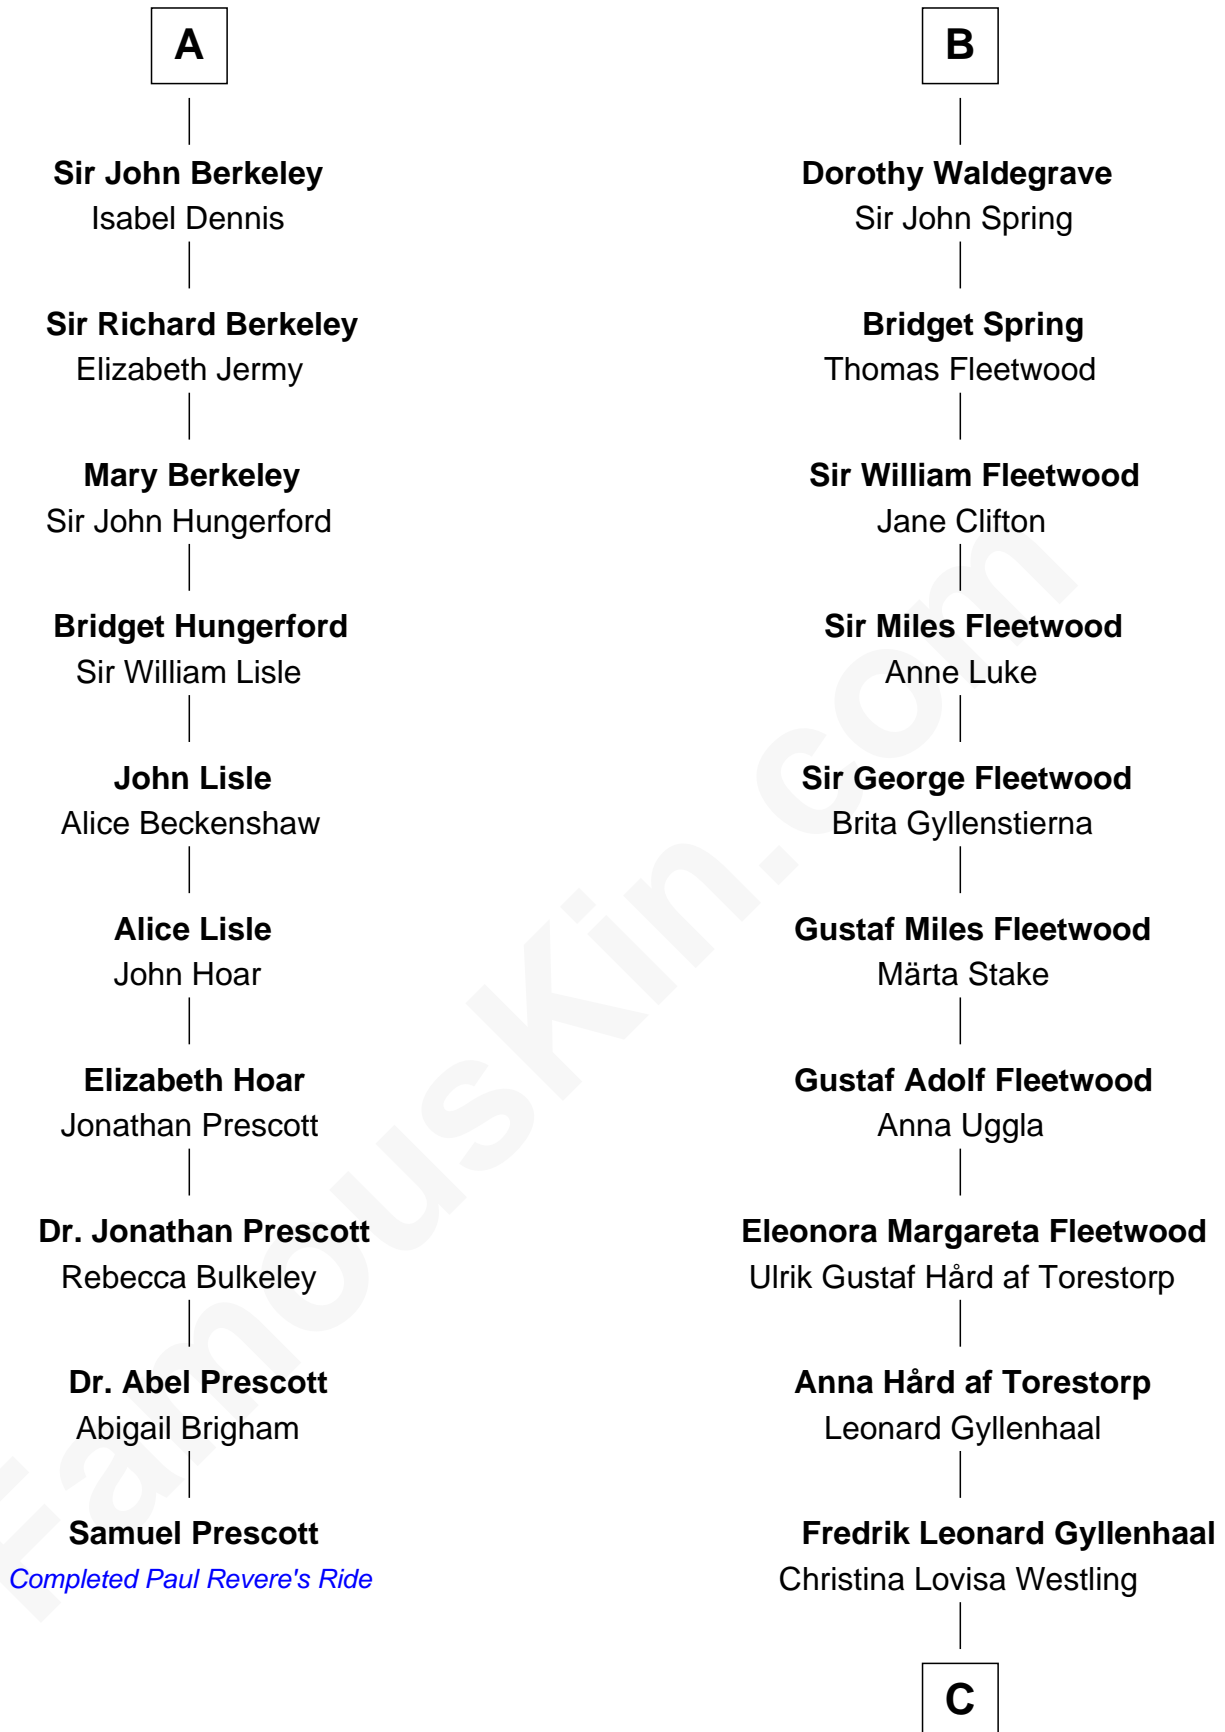 A
Sir John Berkeley
Isabel Dennis
Sir Richard Berkeley
Elizabeth Jermy
Mary Berkeley
Sir John Hungerford
Bridget Hungerford
Sir William Lisle
John Lisle
Alice Beckenshaw
Alice Lisle
John Hoar
Elizabeth Hoar
Jonathan Prescott
Dr. Jonathan Prescott
Rebecca Bulkeley
Dr. Abel Prescott
Abigail Brigham
Samuel Prescott
Completed Paul Revere's Ride
B
Dorothy Waldegrave
Sir John Spring
Bridget Spring
Thomas Fleetwood
Sir William Fleetwood
Jane Clifton
Sir Miles Fleetwood
Anne Luke
Sir George Fleetwood
Brita Gyllenstierna
Gustaf Miles Fleetwood
Märta Stake
Gustaf Adolf Fleetwood
Anna Uggla
Eleonora Margareta Fleetwood
Ulrik Gustaf Hård af Torestorp
Anna Hård af Torestorp
Leonard Gyllenhaal
Fredrik Leonard Gyllenhaal
Christina Lovisa Westling
C
FamousKin.com